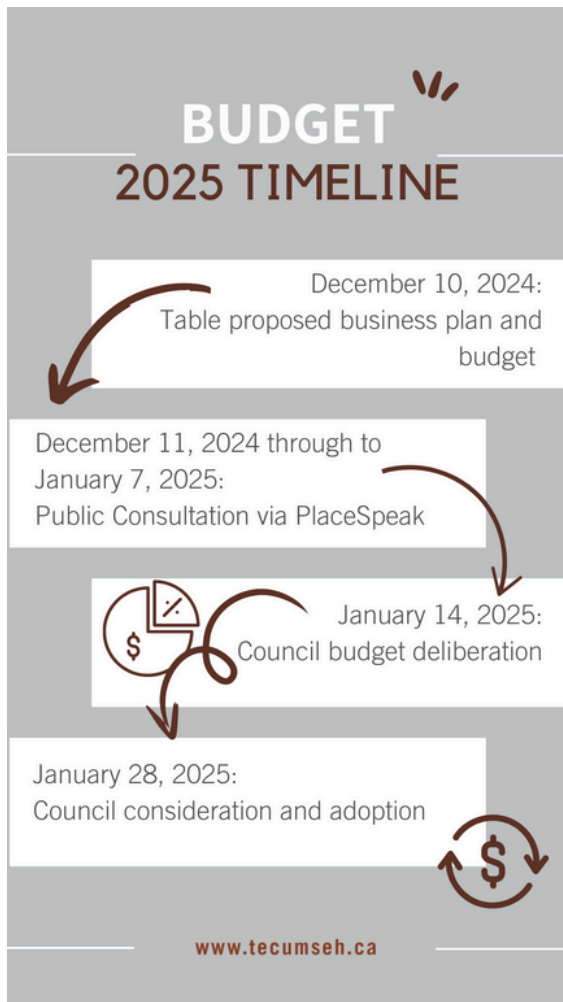 BUDGET
2025 TIMELINE
December 10, 2024:
Table proposed business plan and
budget
December 11, 2024 through to
January 7, 2025:
Public Consultation via PlaceSpeak
%
$
January 14, 2025:
Council budget deliberation
January 28, 2025:
Council consideration and adoption
$
www.tecumseh.ca